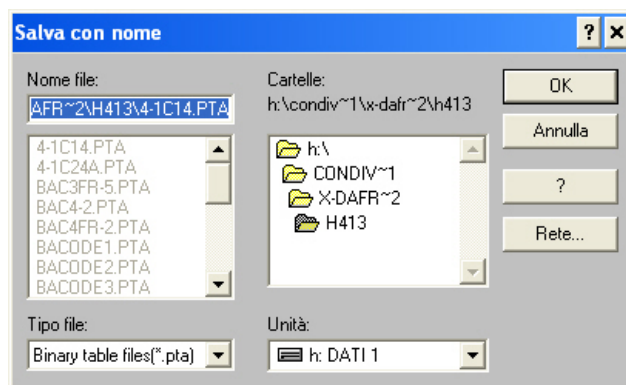 Salva con nome
? ×
Nome file:
AFR~2\H413\4-1C14.PTA
4-1C14.PTA
4-1C24A.PTA
BAC3FR-5.PTA
BAC4-2.PTA
BAC4FR-2.PTA
BACODE1.PTA
BACODE2.PTA
BACODE3.PTA
Tipo file:
Binary table files(*.pta)
Cartelle:
h:\condiv~1\x-dafr~2\h413
h:\
CONDIV~1
X-DAFR~2
H413
Unità:
h: DATI 1
OK
Annulla
?
Rete...